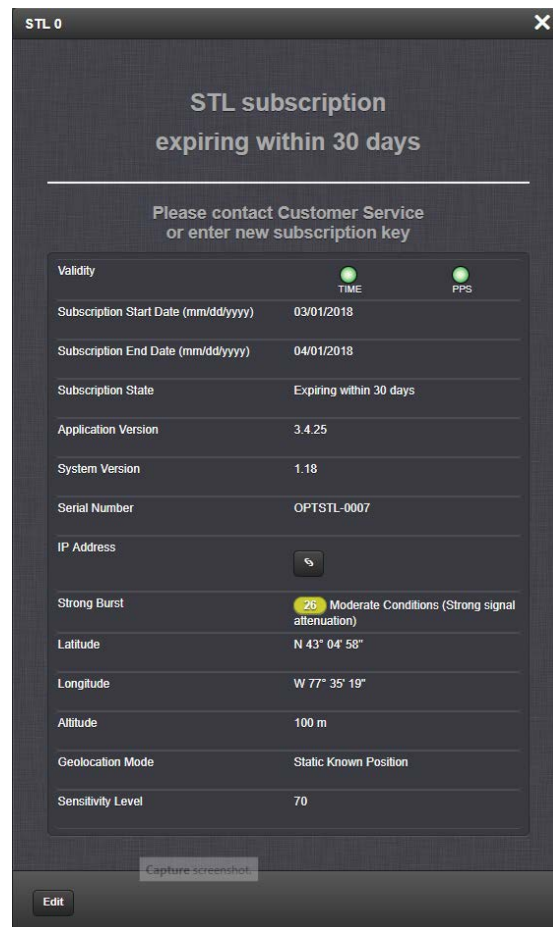 STL 0
STL subscription
expiring within 30 days
Please contact Customer Service
or enter new subscription key
Validity
TIME PPS
Subscription Start Date (mm/dd/yyyy) 03/01/2018
Subscription End Date (mm/dd/yyyy) 04/01/2018
Subscription State Expiring within 30 days
Application Version 3.4.25
System Version 1.18
Serial Number OPTSTL-0007
IP Address
Strong Burst 26 Moderate Conditions (Strong signal
attenuation)
Latitude N 43° 04' 58"
Longitude W 77° 35' 19"
Altitude 100 m
Geolocation Mode Static Known Position
Sensitivity Level 70
Capture screenshot.
Edit